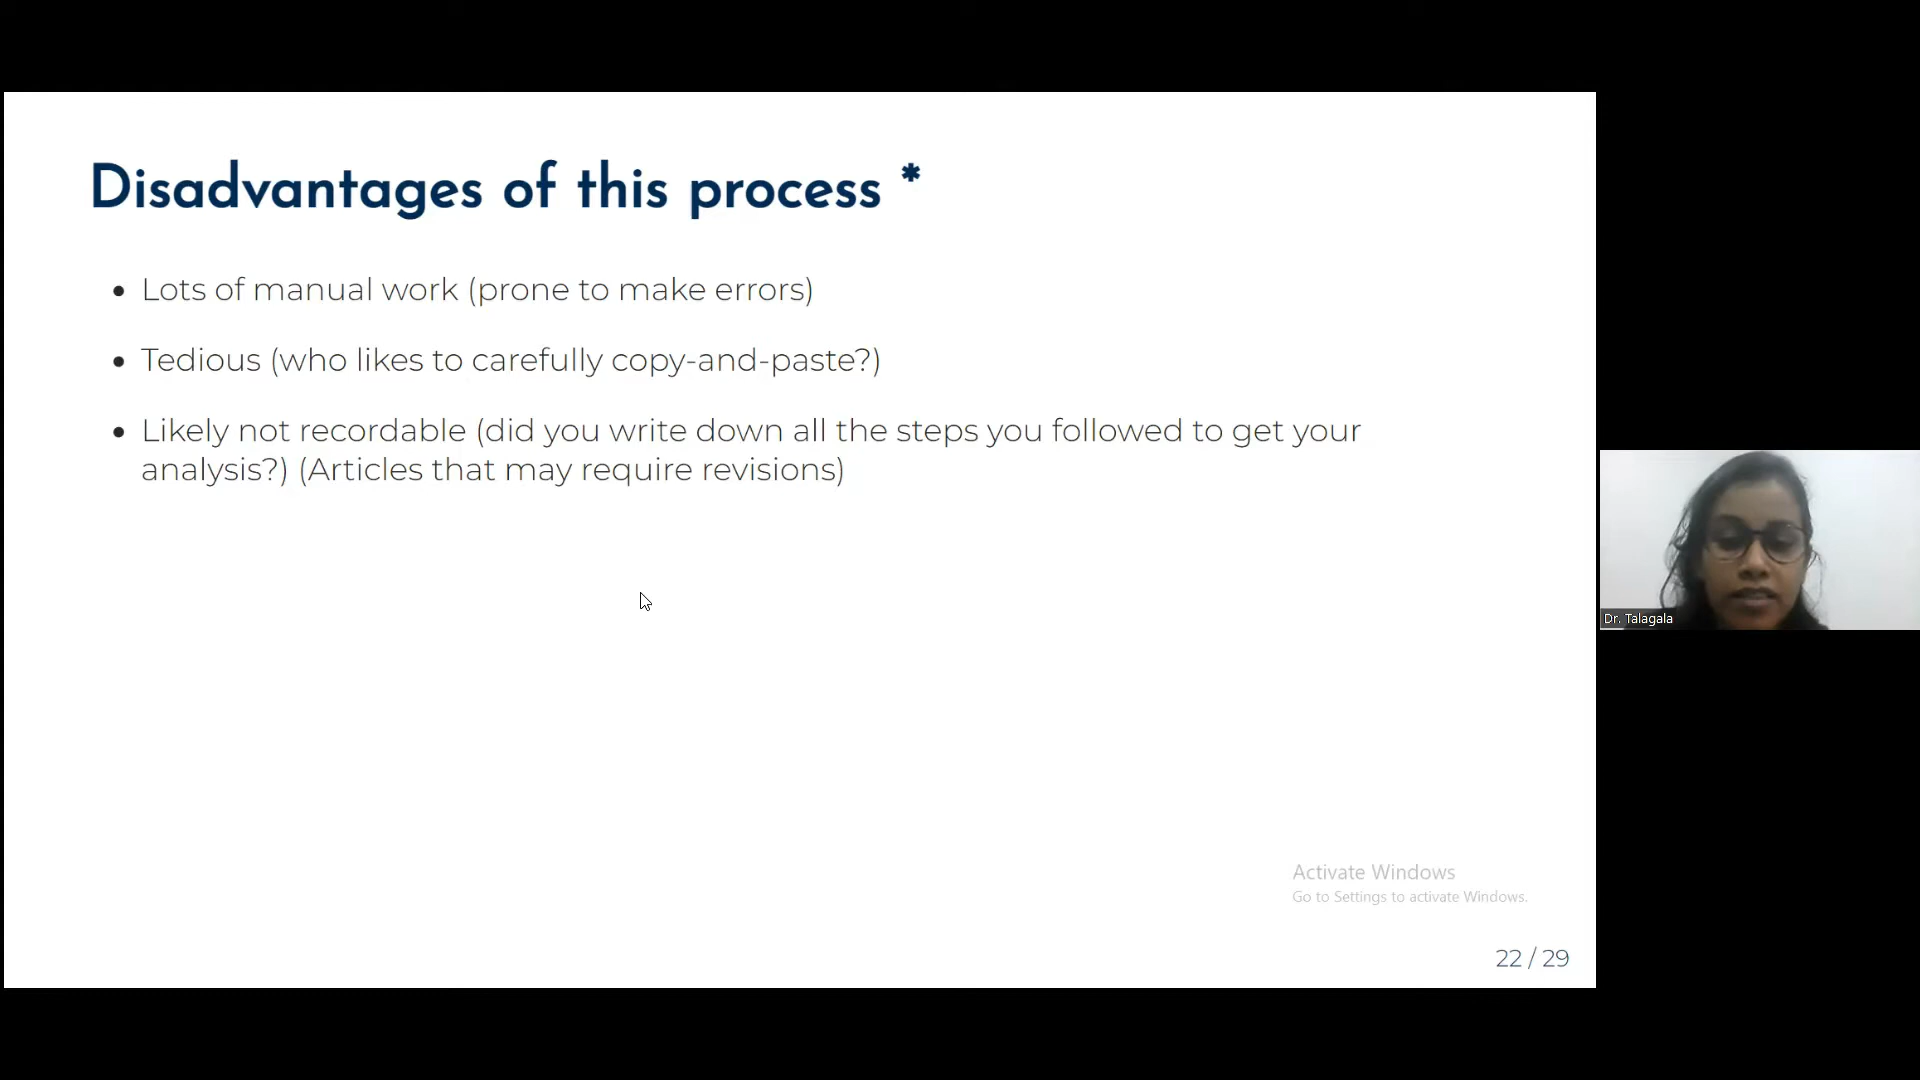 Disadvantages of this process *
• Lots of manual work (prone to make errors)
• Tedious (who likes to carefully copy-and-paste?)
• Likely not recordable (did you write down all the steps you followed to get your
analysis?) (Articles that may require revisions)
Dr. Talagala
Activate Windows
Go to Settings to activate Windows.
22 / 29